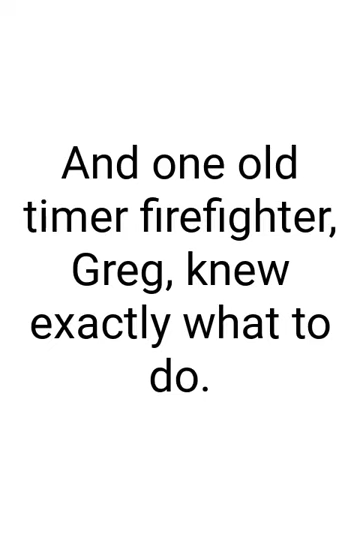 And one old
timer firefighter,
Greg, knew
exactly what to
do.